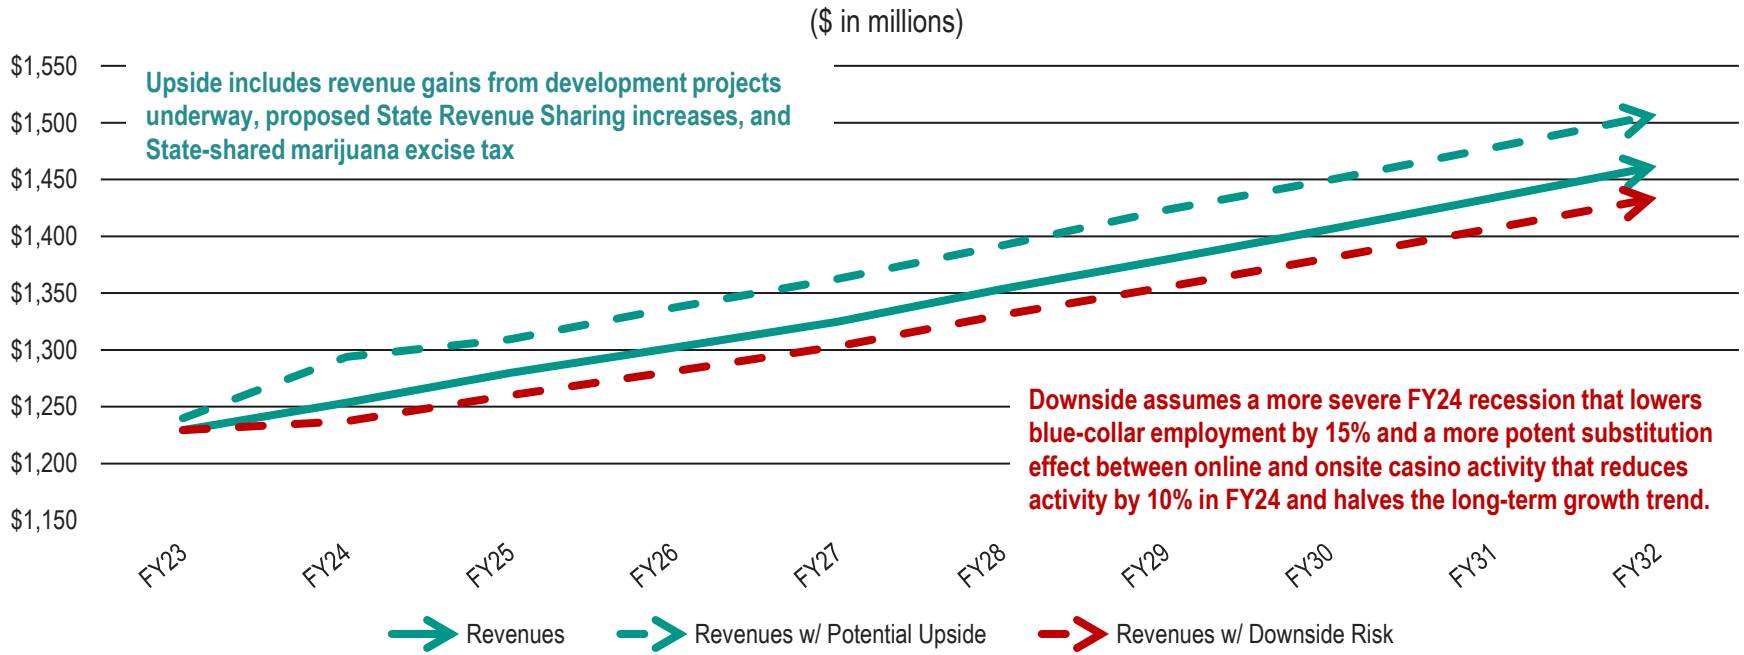 ($ in millions)
$1,550
$1,500
$1,450
$1,400
$1,350
$1,300
$1,250
$1,200
$1,150
Upside includes revenue gains from development projects
underway, proposed State Revenue Sharing increases, and
State-shared marijuana excise tax
Downside assumes a more severe FY24 recession that lowers
blue-collar employment by 15% and a more potent substitution
effect between online and onsite casino activity that reduces
activity by 10% in FY24 and halves the long-term growth trend.
FY23
FY24
FY25
FY26
FY27
FY28
FY29
FY30
FY31
FY32
Revenues
Revenues w/ Potential Upside
Revenues w/ Downside Risk